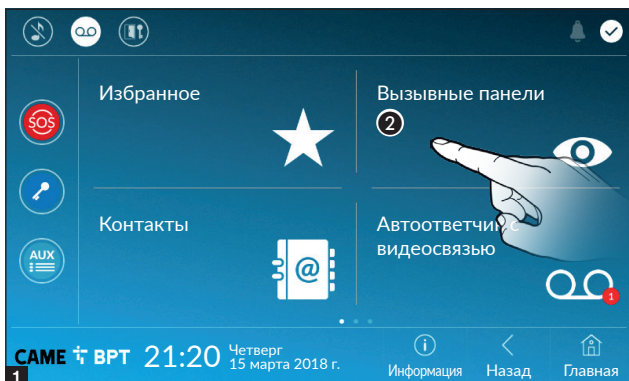 Избранное
Вызывные панели
2
SOS
Контакты
Автоответчик с
видеосвязью
AUX
@
1
CAME BPT 21:20 Четверг
15 марта 2018 г.
i
Информация Назад Главная
1